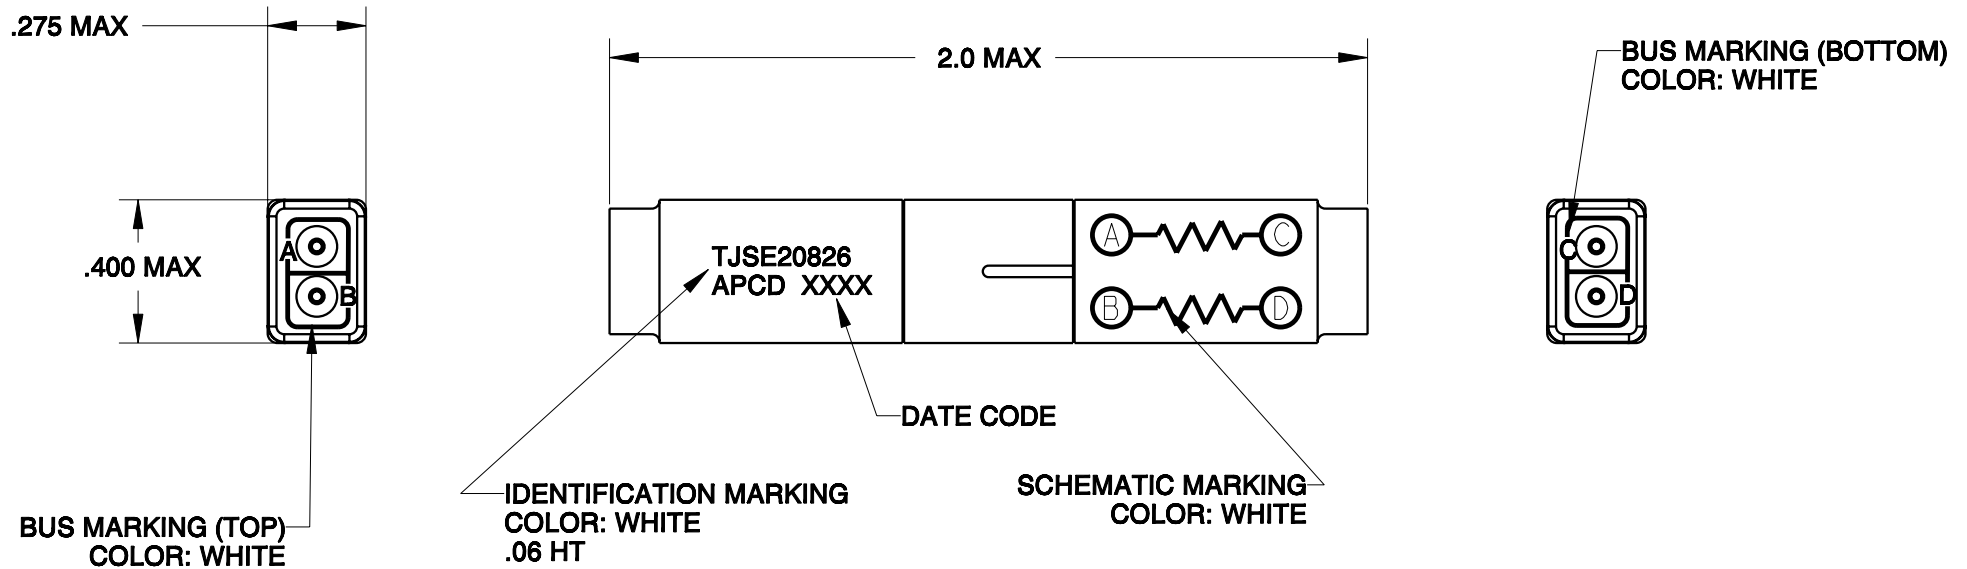 .275 MAX
2.0 MAX
BUS MARKING (BOTTOM)
COLOR: WHITE
.400 MAX
A
B
TJSE20826
APCD XXXX
A
C
B
D
C
D
DATE CODE
IDENTIFICATION MARKING
COLOR: WHITE
.06 HT
SCHEMATIC MARKING
COLOR: WHITE
BUS MARKING (TOP)
COLOR: WHITE